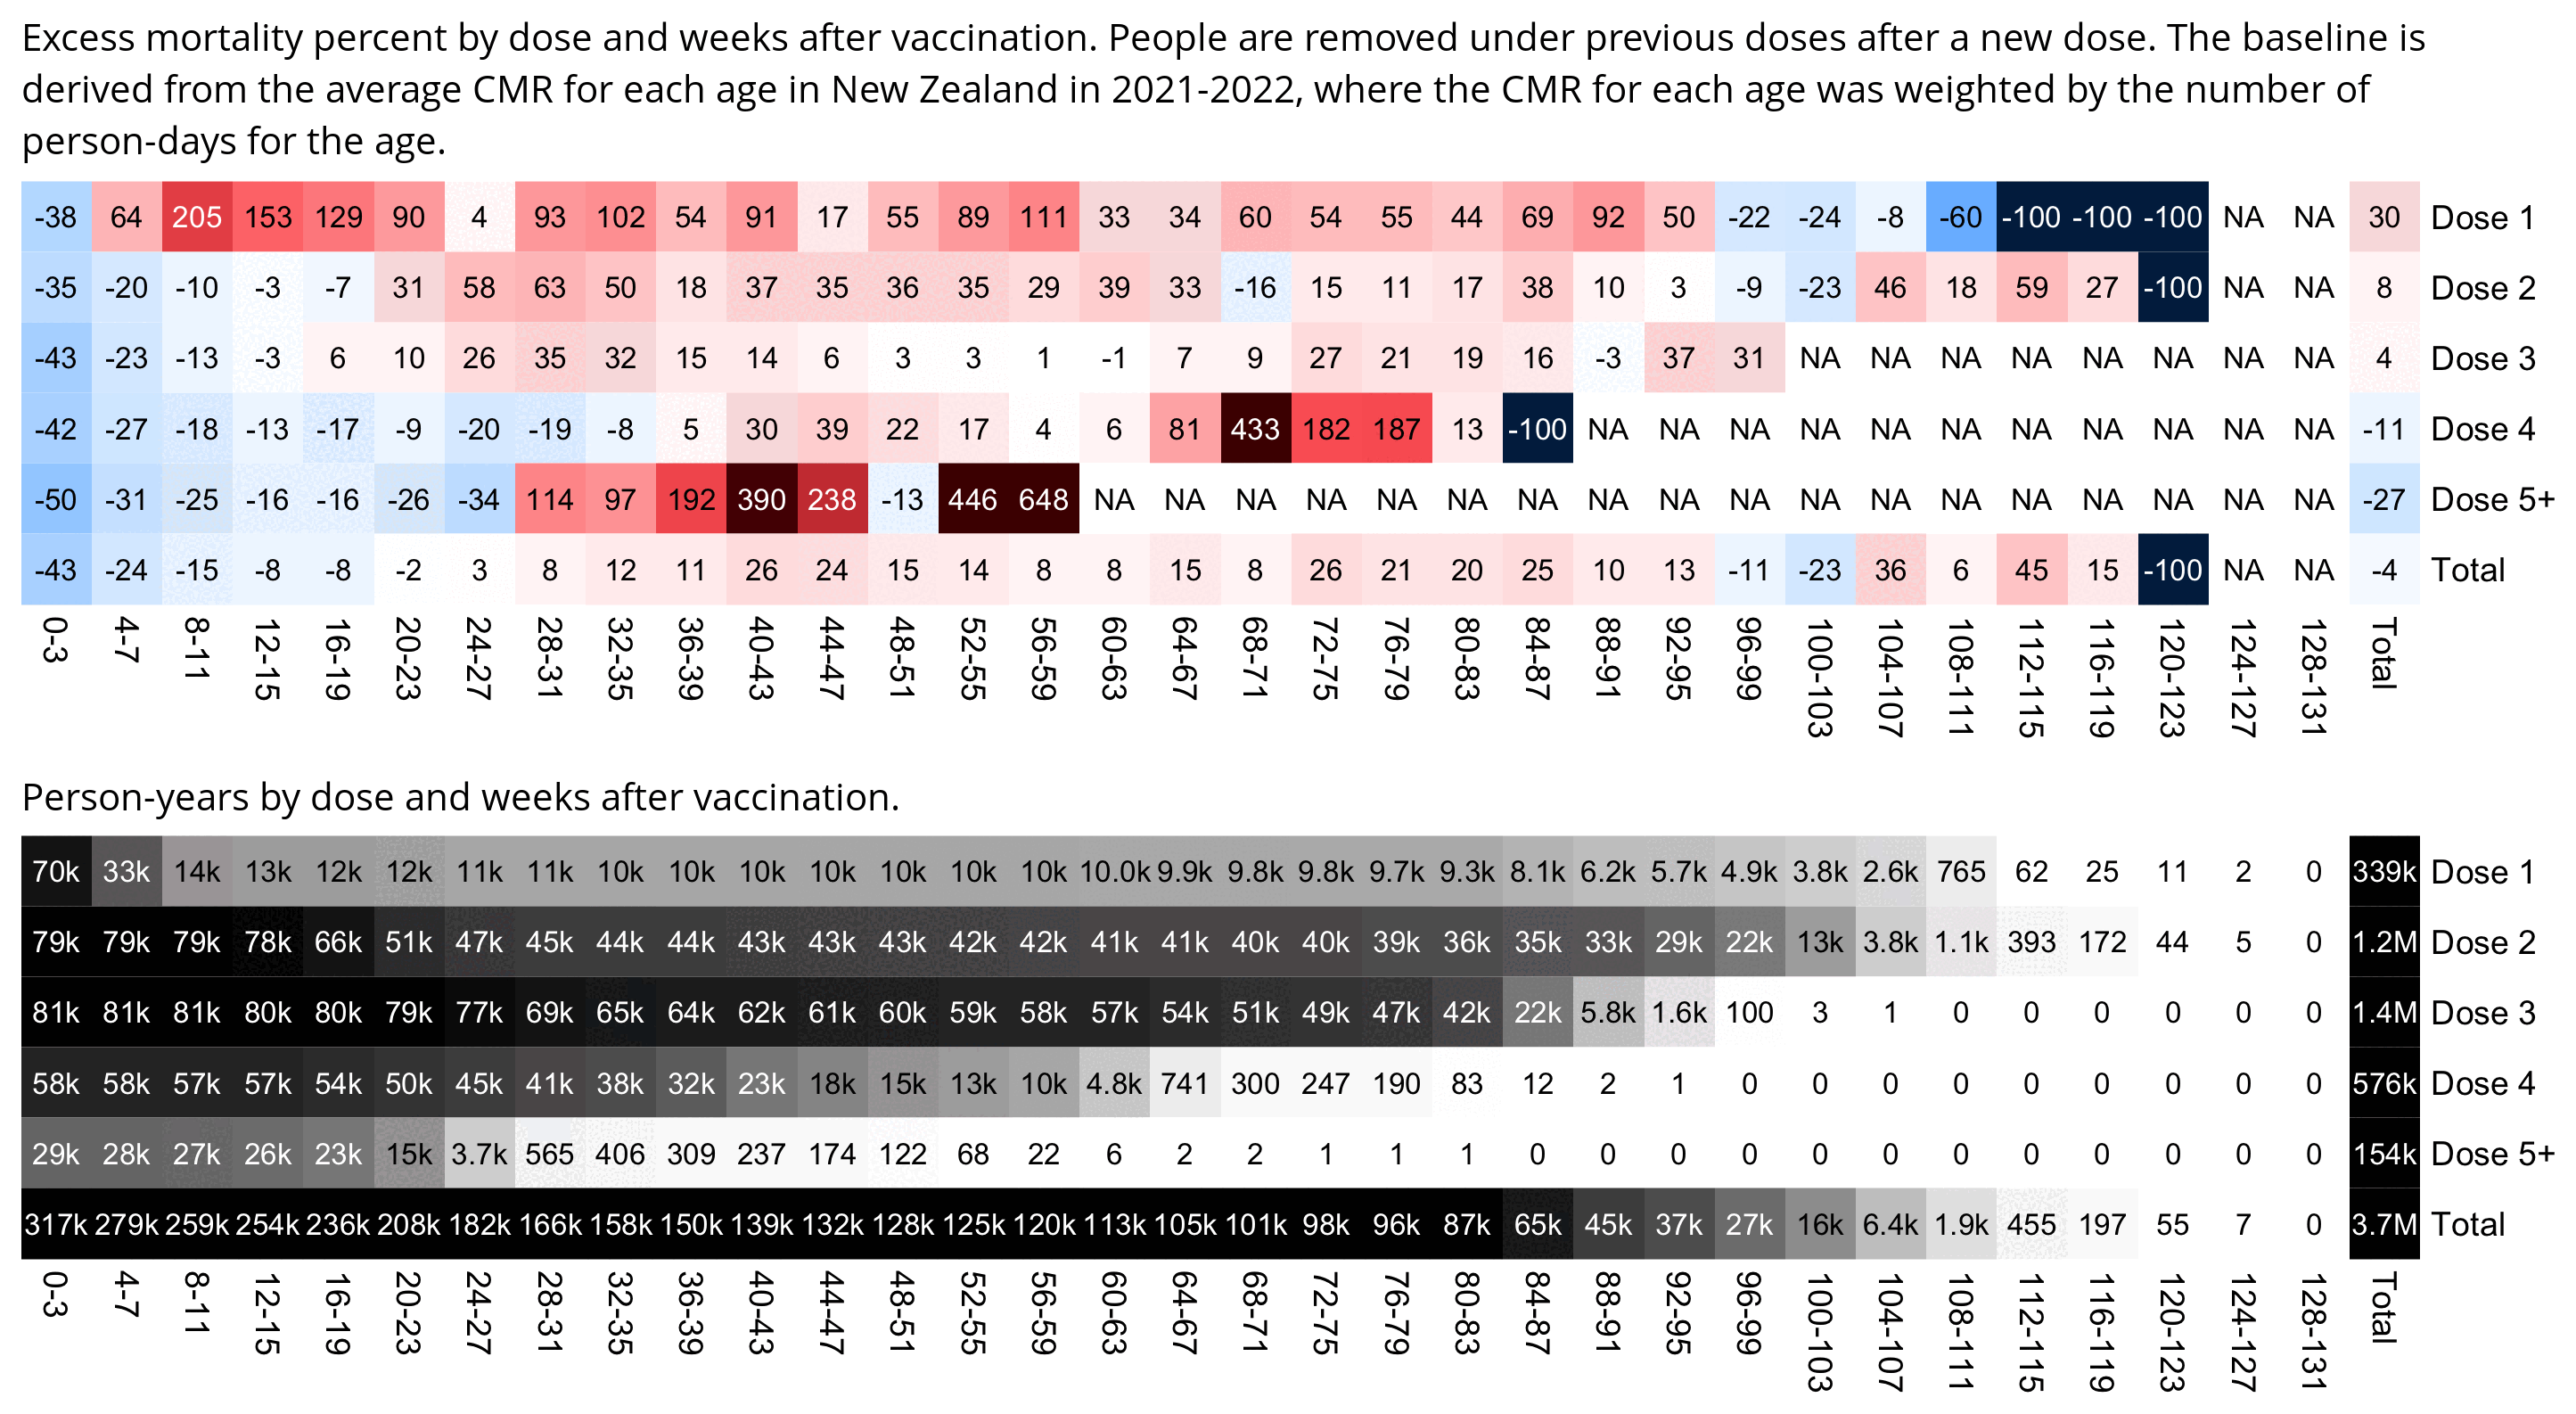 Excess mortality percent by dose and weeks after vaccination. People are removed under previous doses after a new dose. The baseline is
derived from the average CMR for each age in New Zealand in 2021-2022, where the CMR for each age was weighted by the number of
person-days for the age.
-38 64 205 153 129 90 4 93 102 54 91 17 55 89 111 33 34 60 54 55 44 69 92 50 -22 -24 -8 -60 -100 -100 -100 NA NA 30 Dose 1
-35 -20 -10 -3 -7 31 58 63 50 18 37 35 36 35 29 39 33 -16 15 11 17 38 10 3 -9 -23 46 18 59 27 -100 NA NA 8 Dose 2
-43 -23 -13 -3 6 10 26 35 32 15 14 6 3 3 1 -1 7 9 27 21 19 16 -3 37 31 NA NA NA NA NA NA NA NA 4 Dose 3
-42 -27 -18 -13 -17 -9 -20 -19 -8 5 30 39 22 17 4 6 81 433 182 187 13 -100 NA NA NA NA NA NA NA NA NA NA NA -11 Dose 4
-50 -31 -25 -16 -16 -26 -34 114 97 192 390 238 -13 446 648 NA NA NA NA NA NA NA NA NA NA NA NA NA NA NA NA NA NA -27 Dose 5+
-43 -24 -15 -8 -8 -2 3 8 12 11 26 24 15 14 8 8 15 8 26 21 20 25 10 13 -11 -23 36 6 45 15 -100 NA NA -4 Total
0-3 4-7 8-11 12-15 16-19 20-23 24-27 28-31 32-35 36-39 40-43 44-47 48-51 52-55 56-59 60-63 64-67 68-71 72-75 76-79 80-83 84-87 88-91 92-95 96-99 100-103 104-107 108-111 112-115 116-119 120-123 124-127 128-131 Total
Person-years by dose and weeks after vaccination.
70k 33k 14k 13k 12k 12k 11k 11k 10k 10k 10k 10k 10k 10k 10k 10.0k 9.9k 9.8k 9.8k 9.7k 9.3k 8.1k 6.2k 5.7k 4.9k 3.8k 2.6k 765 62 25 11 2 0 339k Dose 1
79k 79k 79k 78k 66k 51k 47k 45k 44k 44k 43k 43k 43k 42k 42k 41k 41k 40k 40k 39k 36k 35k 33k 29k 22k 13k 3.8k 1.1k 393 172 44 5 0 1.2M Dose 2
81k 81k 81k 80k 80k 79k 77k 69k 65k 64k 62k 61k 60k 59k 58k 57k 54k 51k 49k 47k 42k 22k 5.8k 1.6k 100 3 1 0 0 0 0 0 0 1.4M Dose 3
58k 58k 57k 57k 54k 50k 45k 41k 38k 32k 23k 18k 15k 13k 10k 4.8k 741 300 247 190 83 12 2 1 0 0 0 0 0 0 0 0 0 576k Dose 4
29k 28k 27k 26k 23k 15k 3.7k 565 406 309 237 174 122 68 22 6 2 2 1 1 1 0 0 0 0 0 0 0 0 0 0 0 0 154k Dose 5+
317k 279k 259k 254k 236k 208k 182k 166k 158k 150k 139k 132k 128k 125k 120k 113k 105k 101k 98k 96k 87k 65k 45k 37k 27k 16k 6.4k 1.9k 455 197 55 7 0 3.7M Total
0-3 4-7 8-11 12-15 16-19 20-23 24-27 28-31 32-35 36-39 40-43 44-47 48-51 52-55 56-59 60-63 64-67 68-71 72-75 76-79 80-83 84-87 88-91 92-95 96-99 100-103 104-107 108-111 112-115 116-119 120-123 124-127 128-131 Total